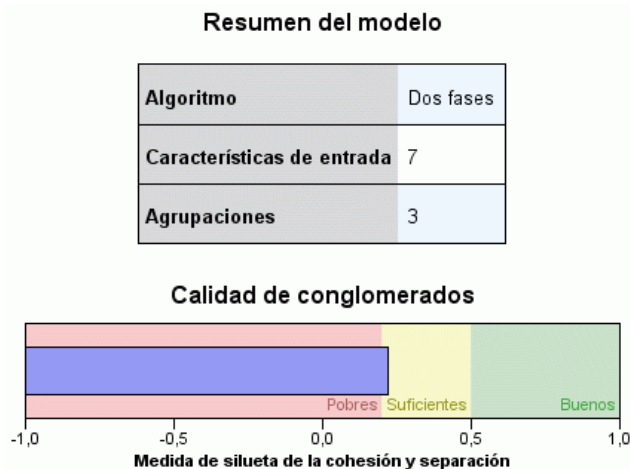 Resumen del modelo
Algoritmo Dos fases
Características de entrada 7
Agrupaciones 3
Calidad de conglomerados
Pobres Suficientes Buenos
-1,0 -0,5 0,0 0,5 1,0
Medida de silueta de la cohesión y separación